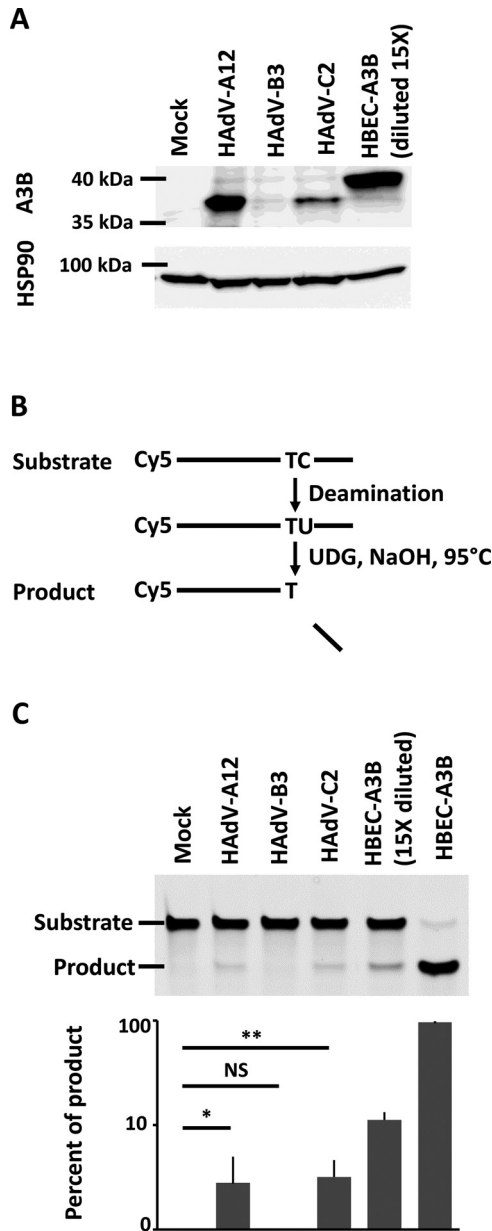 A
Mock
HAdV-A12
HAdV-B3
HAdV-C2
HBEC-A3B
(diluted 15X)
A3B
40 kDa
35 kDa
HSP90
100 kDa
B
Substrate Cy5 TC
Deamination
Cy5 TU
UDG, NaOH, 95°C
Product Cy5 T
C
Mock
HAdV-A12
HAdV-B3
HAdV-C2
HBEC-A3B
(15X diluted)
HBEC-A3B
Substrate
Product
Percent of product
100
**
NS
10
*
0